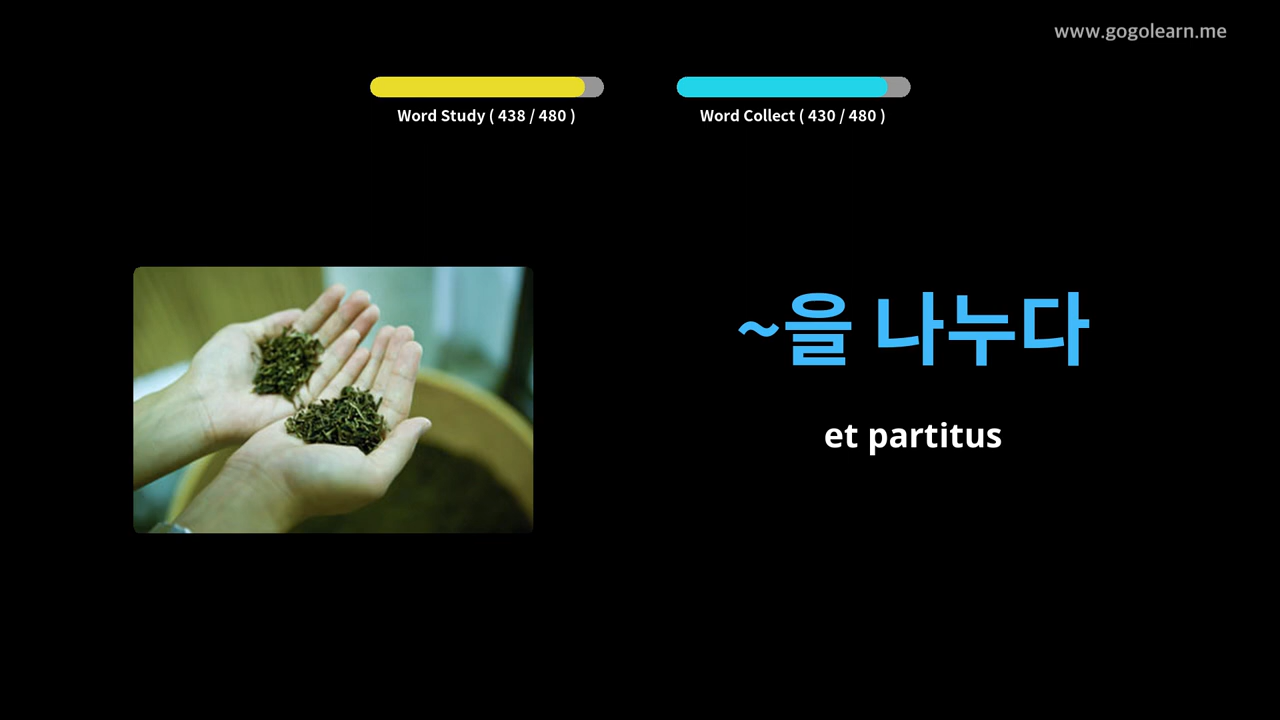 www.gogolearn.me
Word Study ( 438 / 480 )
Word Collect ( 430 / 480 )
~을 나누다
et partitus